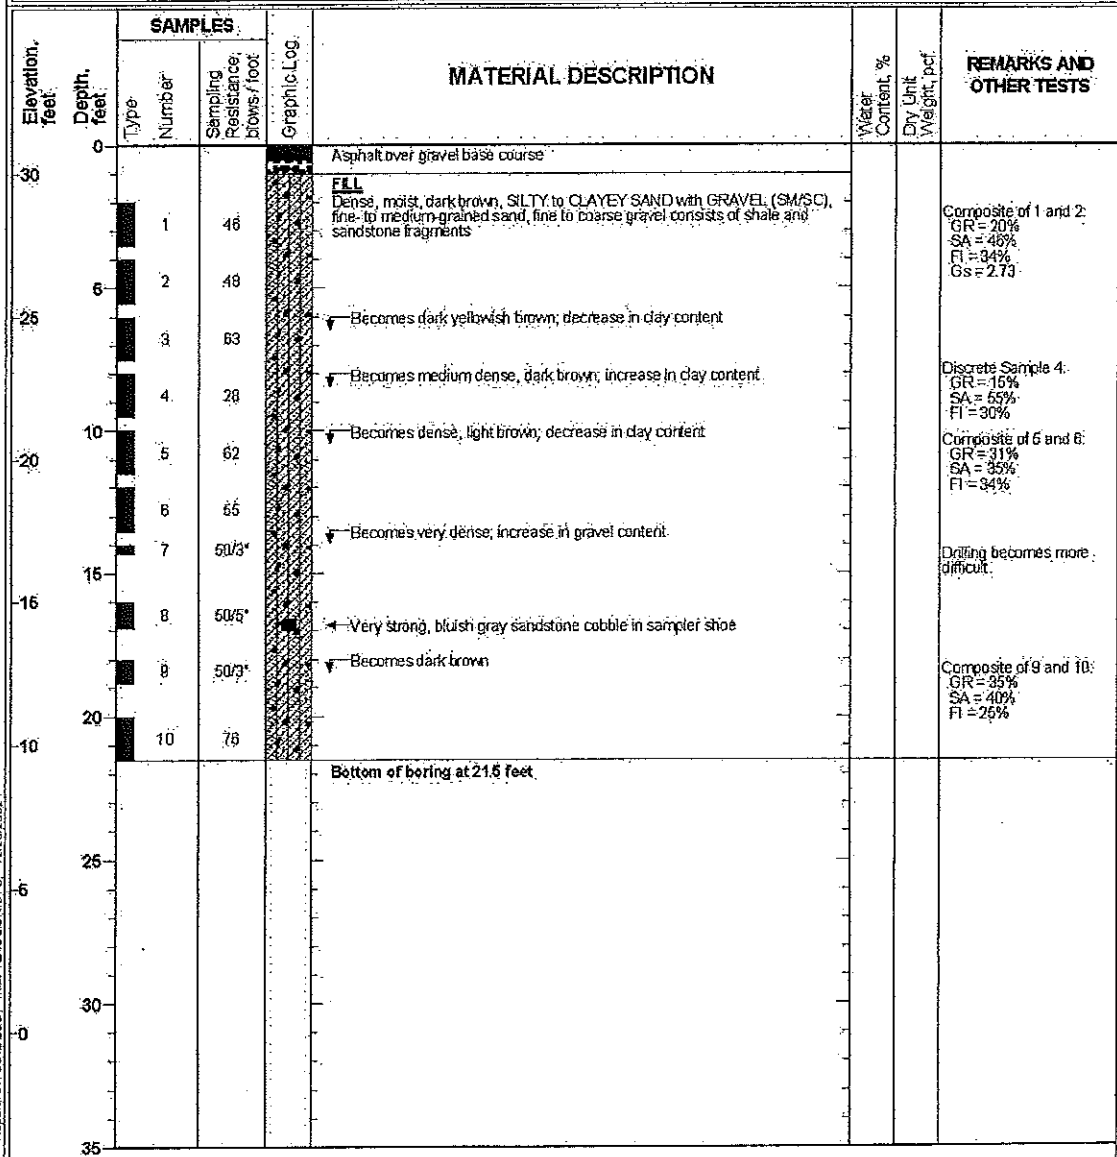 SAMPLES
Elevation, feet
Depth, feet
Type
Number
Sampling Resistance, blows / foot
Graphic Log
MATERIAL DESCRIPTION
Water Content, %
Dry Unit Weight, pcf
REMARKS AND OTHER TESTS
0
Asphalt over gravel base course
30
FILL
Dense, moist, dark brown, SILTY to CLAYEY SAND with GRAVEL (SM/SC),
fine- to medium-grained sand, fine to coarse gravel consists of shale and
sandstone fragments
1 46
Composite of 1 and 2:
GR = 20%
SA = 46%
FI = 34%
Gs = 2.73
2 48
5
25
Becomes dark yellowish brown; decrease in clay content
3 63
Becomes medium dense, dark brown; increase in clay content
4 28
Discrete Sample 4:
GR = 15%
SA = 55%
FI = 30%
10
Becomes dense, light brown; decrease in clay content
20
5 62
Composite of 5 and 6:
GR = 31%
SA = 35%
FI = 34%
6 55
Becomes very dense; increase in gravel content
7 50/3"
Drilling becomes more
difficult.
15
15
8 50/5"
Very strong, bluish gray sandstone cobble in sampler shoe
Becomes dark brown
9 50/3"
Composite of 9 and 10:
GR = 35%
SA = 40%
FI = 25%
20
10
10 76
Bottom of boring at 21.5 feet
25
5
30
0
35